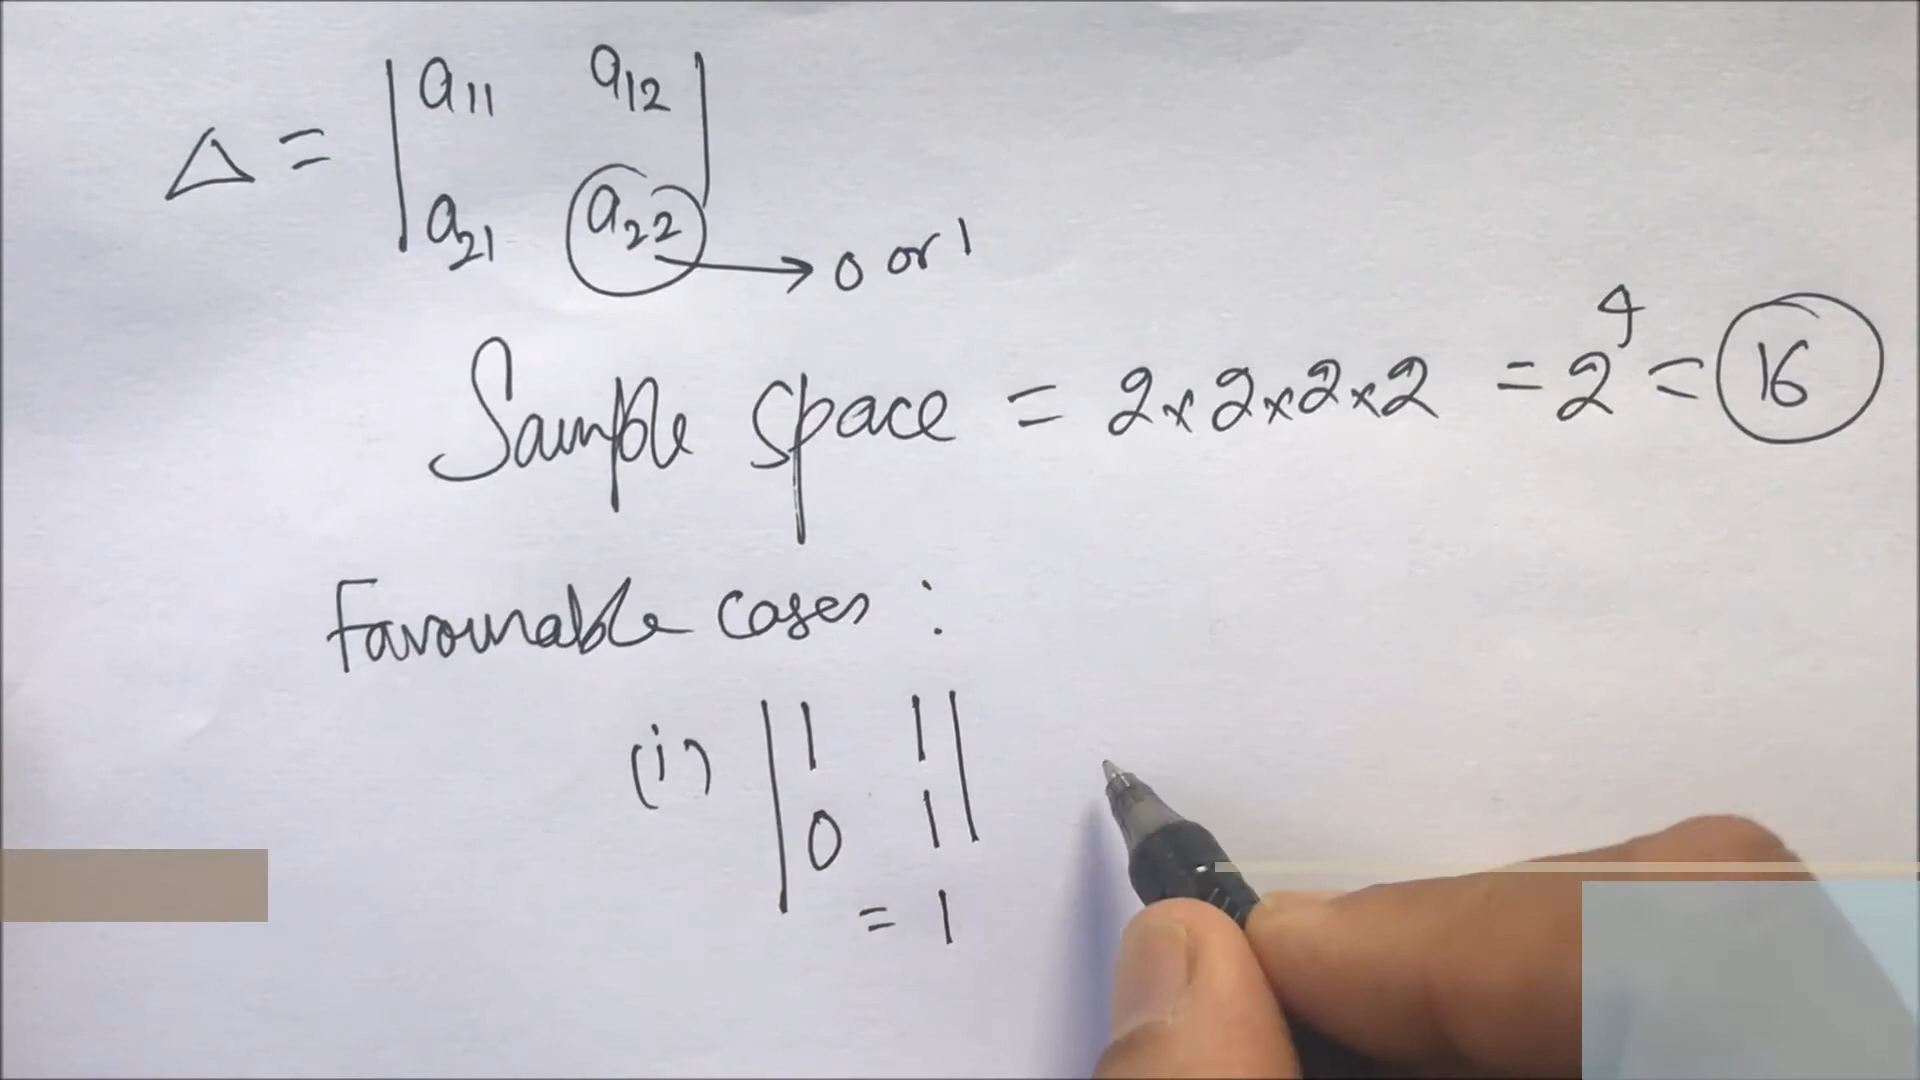 Δ = | a11 a12 |
| a21 a22 | → 0 or 1
Sample space = 2×2×2×2 = 2^4 = 16
Favourable cases :
(i) | 1 1 |
| 0 1 |
= 1